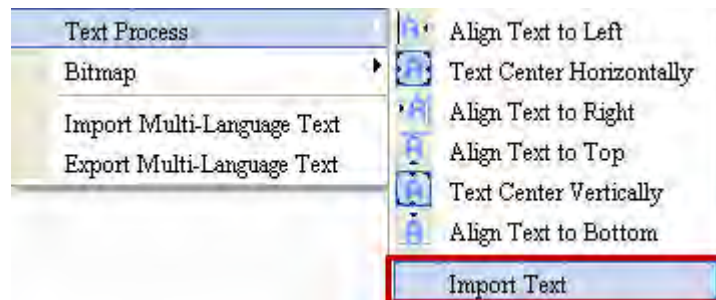 Text Process
Bitmap
Import Multi-Language Text
Export Multi-Language Text
Align Text to Left
Text Center Horizontally
Align Text to Right
Align Text to Top
Text Center Vertically
Align Text to Bottom
Import Text